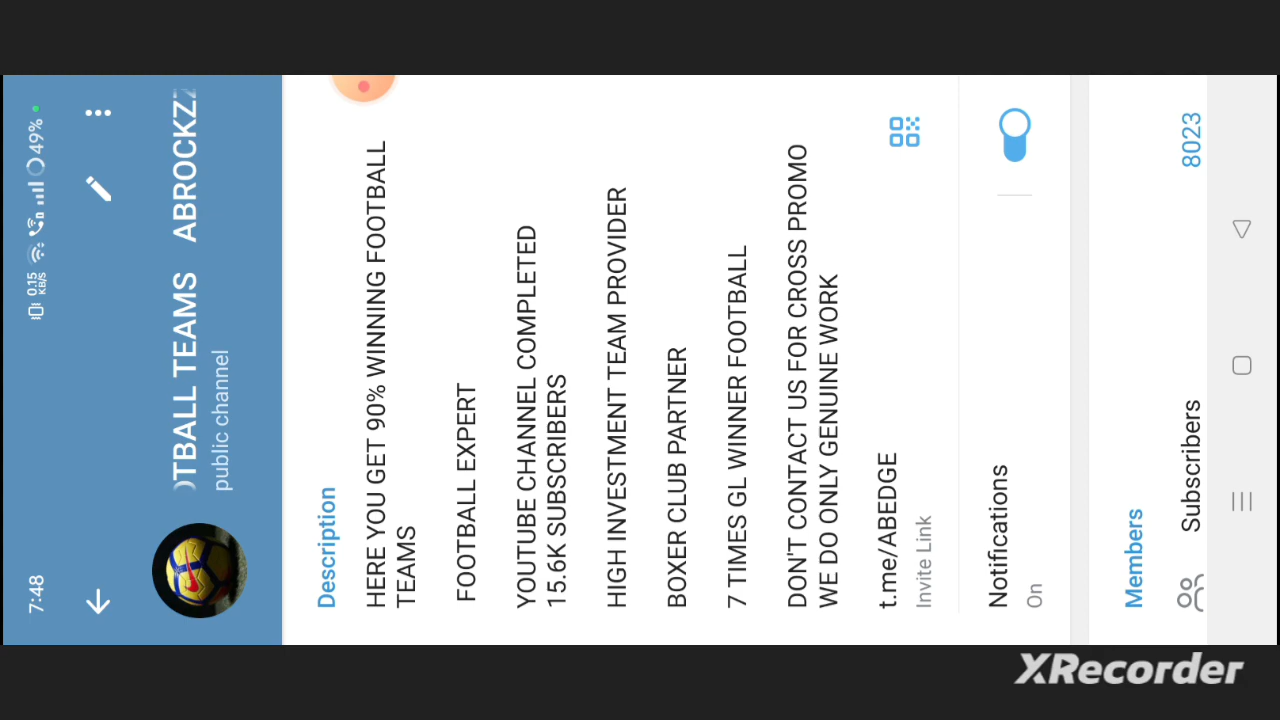 7:48
0.15
KB/S
49%
OTBALL TEAMS ABROCKZ
public channel
Description
HERE YOU GET 90% WINNING FOOTBALL
TEAMS
FOOTBALL EXPERT
YOUTUBE CHANNEL COMPLETED
15.6K SUBSCRIBERS
HIGH INVESTMENT TEAM PROVIDER
BOXER CLUB PARTNER
7 TIMES GL WINNER FOOTBALL
DON'T CONTACT US FOR CROSS PROMO
WE DO ONLY GENUINE WORK
t.me/ABEDGE
Invite Link
Notifications
On
Members
Subscribers 8023
XRecorder